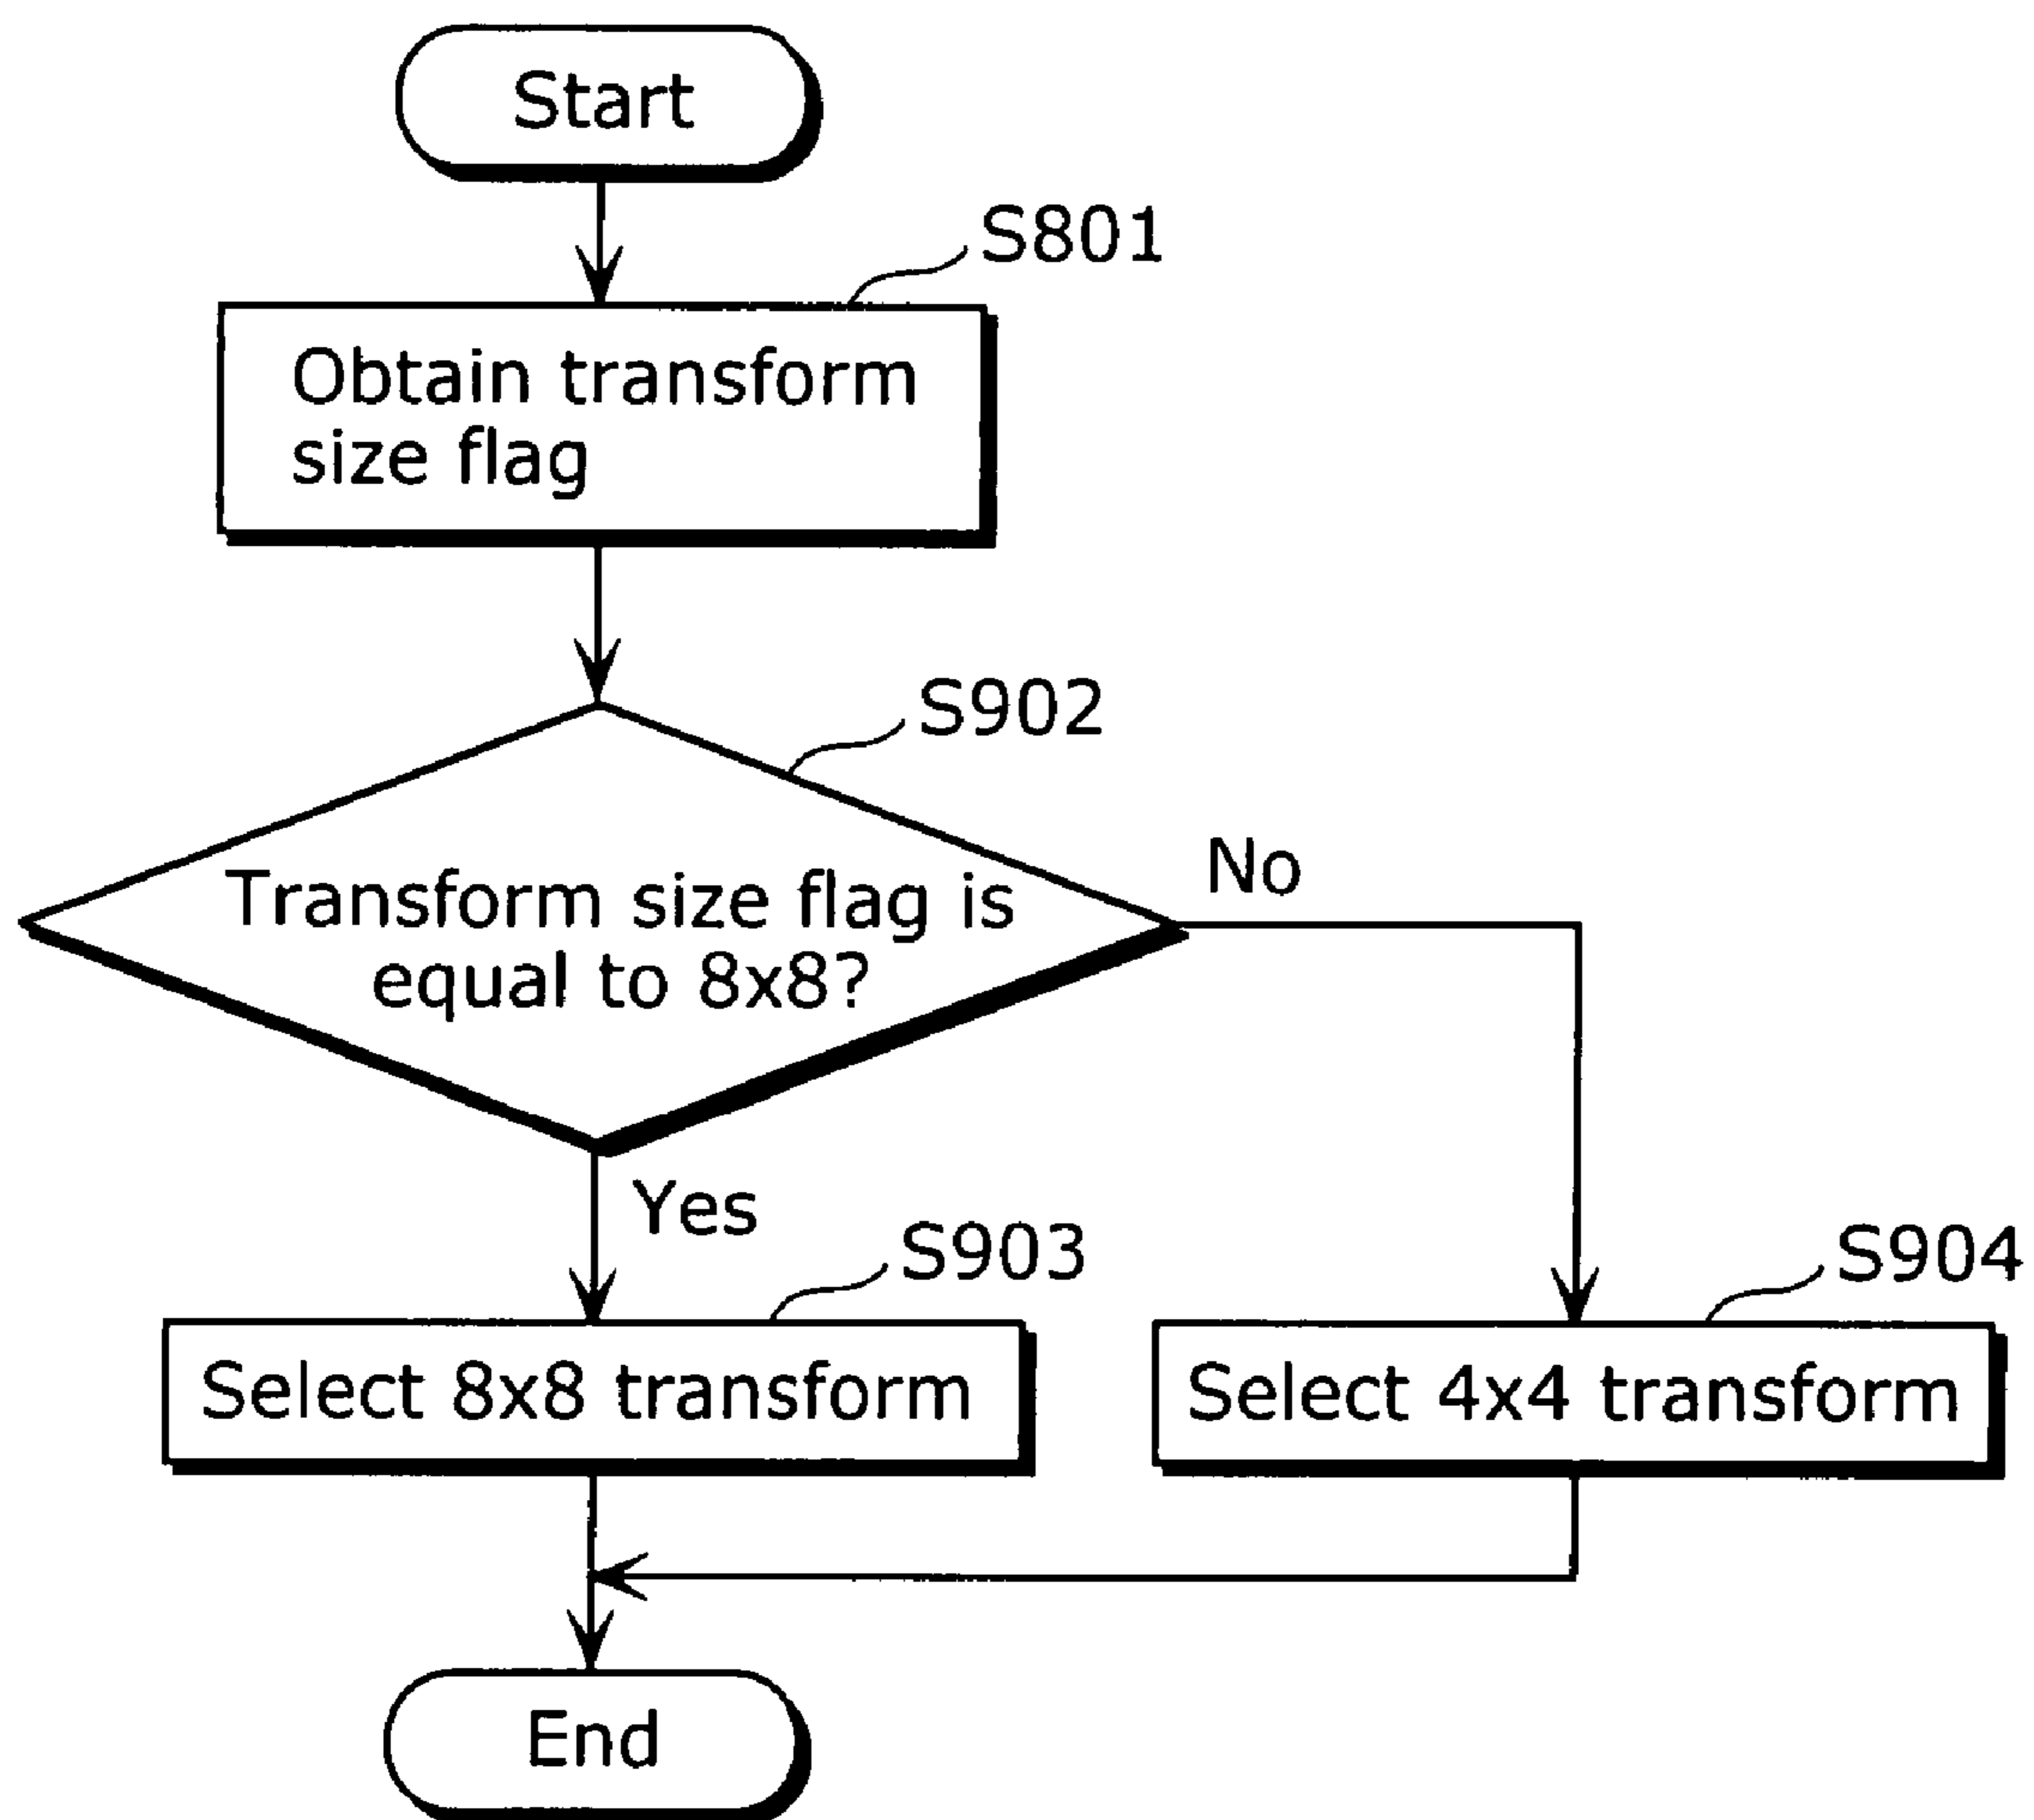 Start
S801
Obtain transform
size flag
S902
Transform size flag is
equal to 8x8?
No
Yes
S903
S904
Select 8x8 transform
Select 4x4 transform
End